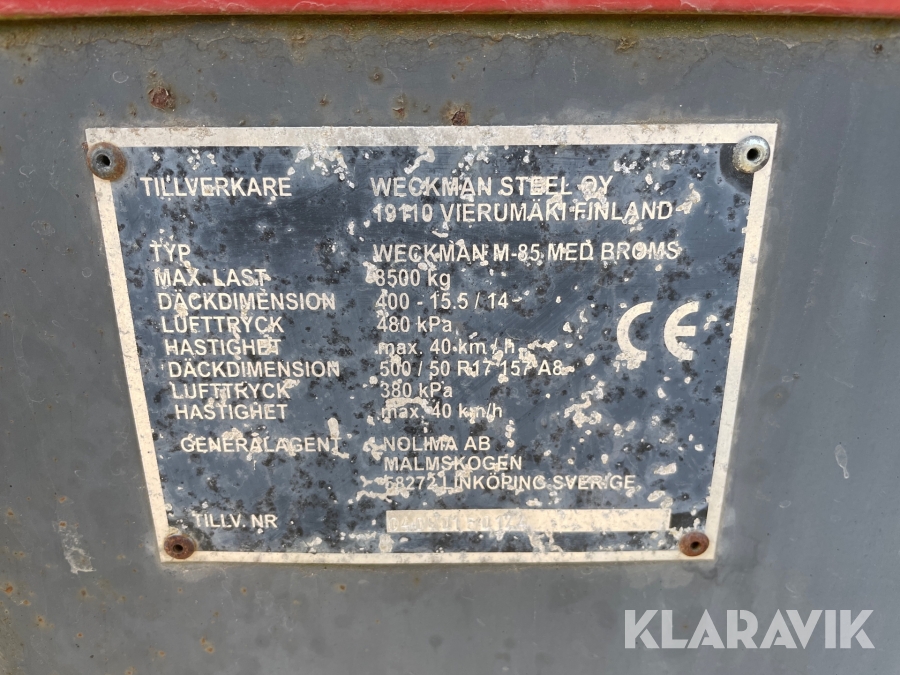 TILLVERKARE WECKMAN STEEL OY
19110 VIERUMÄKI FINLAND
TYP WECKMAN M-85 MED BROMS
MAX. LAST 8500 kg
DÄCKDIMENSION 400 - 15.5 / 14
LUFTTRYCK 480 kPa
HASTIGHET max. 40 km / h
DÄCKDIMENSION 500 / 50 R17 157 A8
LUFTTRYCK 380 kPa
HASTIGHET max. 40 km/h
CE
GENERALAGENT NOLIMA AB
MALMSKOGEN
58272 LINKÖPING SVERIGE
TILLV. NR
KLARAVIK